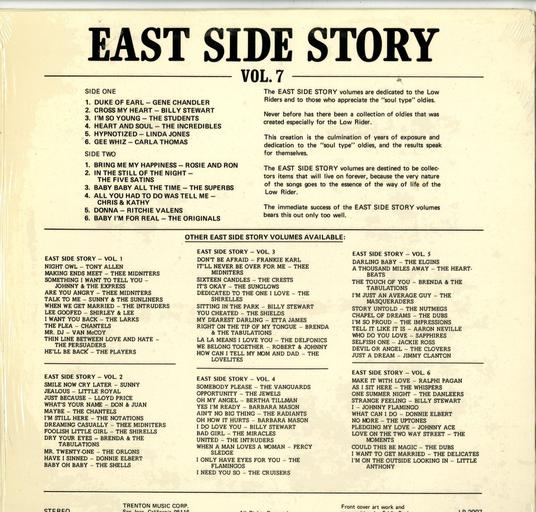 EAST SIDE STORY
VOL. 7
SIDE ONE
1. DUKE OF EARL – GENE CHANDLER
2. CROSS MY HEART – BILLY STEWART
3. I'M SO YOUNG – THE STUDENTS
4. HEART AND SOUL – THE INCREDIBLES
5. HYPNOTIZED – LINDA JONES
6. GEE WHIZ – CARLA THOMAS
SIDE TWO
1. BRING ME MY HAPPINESS – ROSIE AND RON
2. IN THE STILL OF THE NIGHT –
THE FIVE SATINS
3. BABY BABY ALL THE TIME – THE SUPERBS
4. ALL YOU HAD TO DO WAS TELL ME –
CHRIS & KATHY
5. DONNA – RITCHIE VALENS
6. BABY I'M FOR REAL – THE ORIGINALS
The EAST SIDE STORY volumes are dedicated to the Low
Riders and to those who appreciate the "soul type" oldies.
Never before has there been a collection of oldies that was
created especially for the Low Rider.
This creation is the culmination of years of exposure and
dedication to the "soul type" oldies, and the results speak
for themselves.
The EAST SIDE STORY volumes are destined to be collec-
tors items that will live on forever, because the very nature
of the songs goes to the essence of the way of life of the
Low Rider.
The immediate success of the EAST SIDE STORY volumes
bears this out only too well.
OTHER EAST SIDE STORY VOLUMES AVAILABLE:
EAST SIDE STORY – VOL. 1
NIGHT OWL – TONY ALLEN
MAKING ENDS MEET – THEE MIDNITERS
SOMETHING I WANT TO TELL YOU –
JOHNNY & THE EXPRESS
ARE YOU ANGRY – THEE MIDNITERS
TALK TO ME – SUNNY & THE SUNLINERS
WHEN WE GET MARRIED – THE INTRUDERS
LEE GOOFED – SHIRLEY & LEE
I WANT YOU BACK – THE LARKS
THE PLEA – CHANTELS
MR. DJ – VAN McCOY
THIN LINE BETWEEN LOVE AND HATE –
THE PERSUADERS
HE'LL BE BACK – THE PLAYERS
EAST SIDE STORY – VOL. 2
SMILE NOW CRY LATER – SUNNY
JEALOUS – LITTLE ROYAL
JUST BECAUSE – LLOYD PRICE
WHAT'S YOUR NAME – DON & JUAN
MAYBE – THE CHANTELS
I'M STILL HERE – THE NOTATIONS
DREAMING CASUALLY – THEE MIDNITERS
FOOLISH LITTLE GIRL – THE SHIRELLES
DRY YOUR EYES – BRENDA & THE
TABULATIONS
MR. TWENTY-ONE – THE ORLONS
HAVE I SINNED – DONNIE ELBERT
BABY OH BABY – THE SHELLS
EAST SIDE STORY – VOL. 3
DON'T BE AFRAID – FRANKIE KARL
IT'LL NEVER BE OVER FOR ME – THEE
MIDNITERS
SIXTEEN CANDLES – THE CRESTS
IT'S OKAY – THE SUNGLOWS
DEDICATED TO THE ONE I LOVE – THE
SHIRELLES
SITTING IN THE PARK – BILLY STEWART
YOU CHEATED – THE SHIELDS
MY DEAREST DARLING – ETTA JAMES
RIGHT ON THE TIP OF MY TONGUE – BRENDA
& THE TABULATIONS
LA LA MEANS I LOVE YOU – THE DELFONICS
WE BELONG TOGETHER – ROBERT & JOHNNY
HOW CAN I TELL MY MOM AND DAD – THE
LOVELITES
EAST SIDE STORY – VOL. 4
SOMEBODY PLEASE – THE VANGUARDS
OPPORTUNITY – THE JEWELS
OH MY ANGEL – BERTHA TILLMAN
YES I'M READY – BARBARA MASON
AIN'T NO BIG THING – THE RADIANTS
OH HOW IT HURTS – BARBARA MASON
I DO LOVE YOU – BILLY STEWART
BAD GIRL – THE MIRACLES
UNITED – THE INTRUDERS
WHEN A MAN LOVES A WOMAN – PERCY
SLEDGE
I ONLY HAVE EYES FOR YOU – THE
FLAMINGOS
I NEED YOU SO – THE CRUISERS
EAST SIDE STORY – VOL. 5
DARLING BABY – THE ELGINS
A THOUSAND MILES AWAY – THE HEART-
BEATS
THE TOUCH OF YOU – BRENDA & THE
TABULATIONS
I'M JUST AN AVERAGE GUY – THE
MASQUERADERS
STORY UNTOLD – THE NUTMEGS
CHAPEL OF DREAMS – THE DUBS
I'M SO PROUD – THE IMPRESSIONS
TELL IT LIKE IT IS – AARON NEVILLE
WHO DO YOU LOVE – SAPPHIRES
SELFISH ONE – JACKIE ROSS
DEVIL OR ANGEL – THE CLOVERS
JUST A DREAM – JIMMY CLANTON
EAST SIDE STORY – VOL. 6
MAKE IT WITH LOVE – RALPHI PAGAN
AS I SIT HERE – THE WHISPERS
ONE SUMMER NIGHT – THE DANLEERS
STRANGE FEELING – BILLY STEWART
I – JOHNNY FLAMINGO
WHAT CAN I DO – DONNIE ELBERT
NO MORE – THE UPTONES
PLEDGING MY LOVE – JOHNNY ACE
LOVE ON THE TWO WAY STREET – THE
MOMENTS
COULD THIS BE MAGIC – THE DUBS
I WANT TO GET MARRIED – THE DELICATES
I'M ON THE OUTSIDE LOOKING IN – LITTLE
ANTHONY
STEREO
TRENTON MUSIC CORP.
Front cover art work and